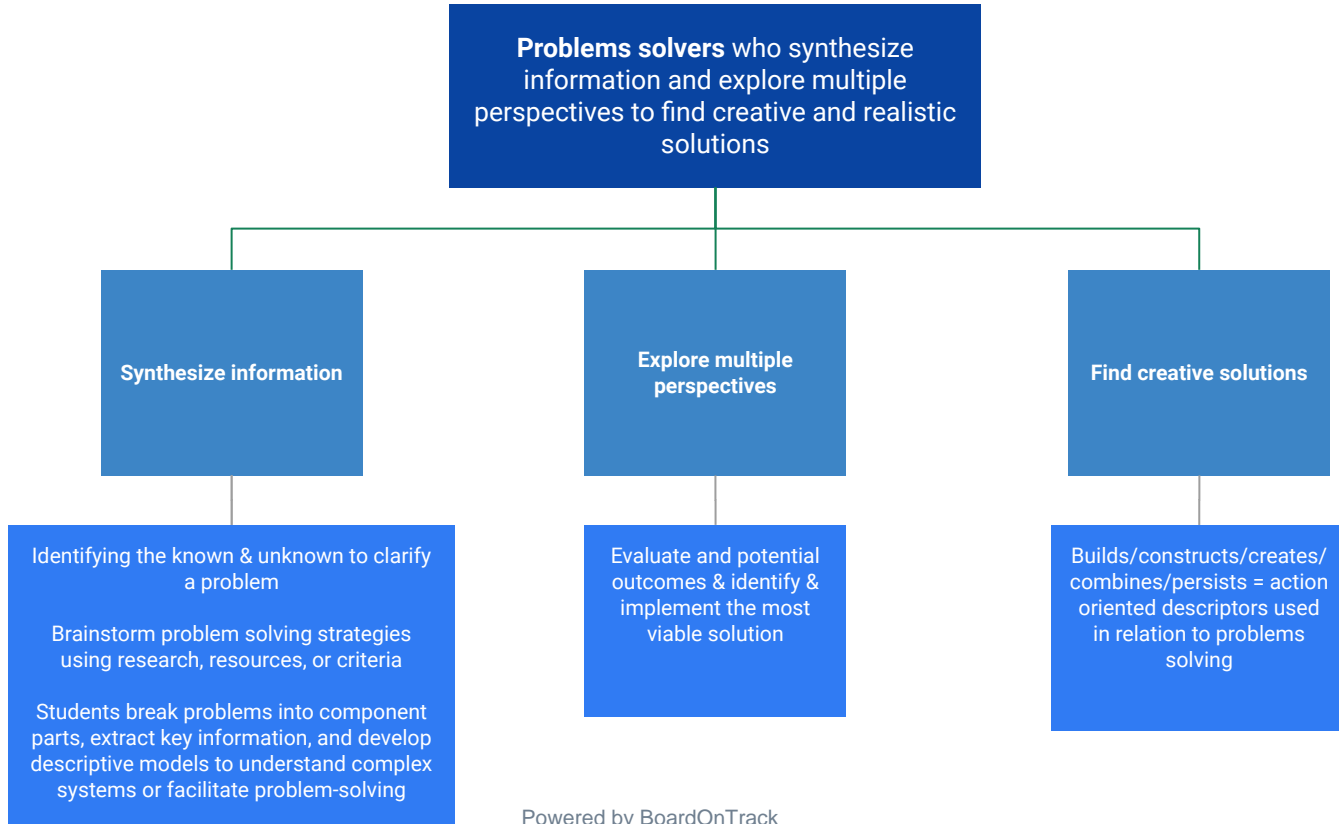 Problems solvers who synthesize
information and explore multiple
perspectives to find creative and realistic
solutions
Synthesize information
Explore multiple
perspectives
Find creative solutions
Identifying the known & unknown to clarify
a problem
Brainstorm problem solving strategies
using research, resources, or criteria
Students break problems into component
parts, extract key information, and develop
descriptive models to understand complex
systems or facilitate problem-solving
Evaluate and potential
outcomes & identify &
implement the most
viable solution
Builds/constructs/creates/
combines/persists = action
oriented descriptors used
in relation to problems
solving
Powered by BoardOnTrack